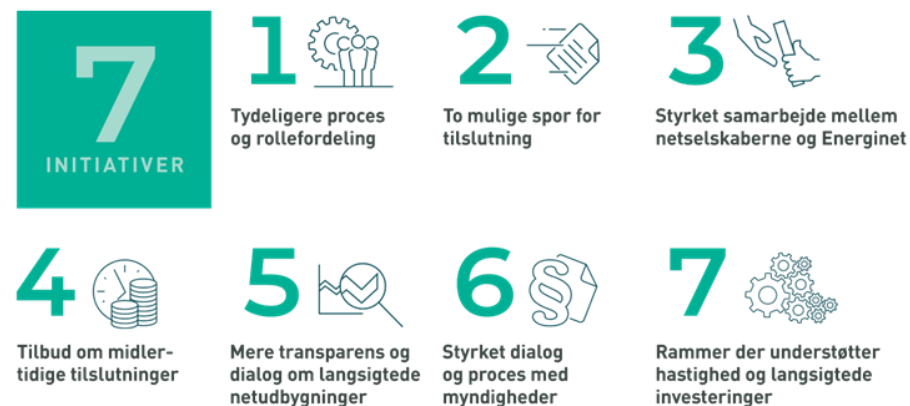 7
INITIATIVER
1
Tydeligere proces
og rollefordeling
2
To mulige spor for
tilslutning
3
Styrket samarbejde mellem
netselskaberne og Energinet
4
Tilbud om midler-
tidige tilslutninger
5
Mere transparens og
dialog om langsigtede
netudbygninger
6
§
Styrket dialog
og proces med
myndigheder
7
Rammer der understøtter
hastighed og langsigtede
investeringer